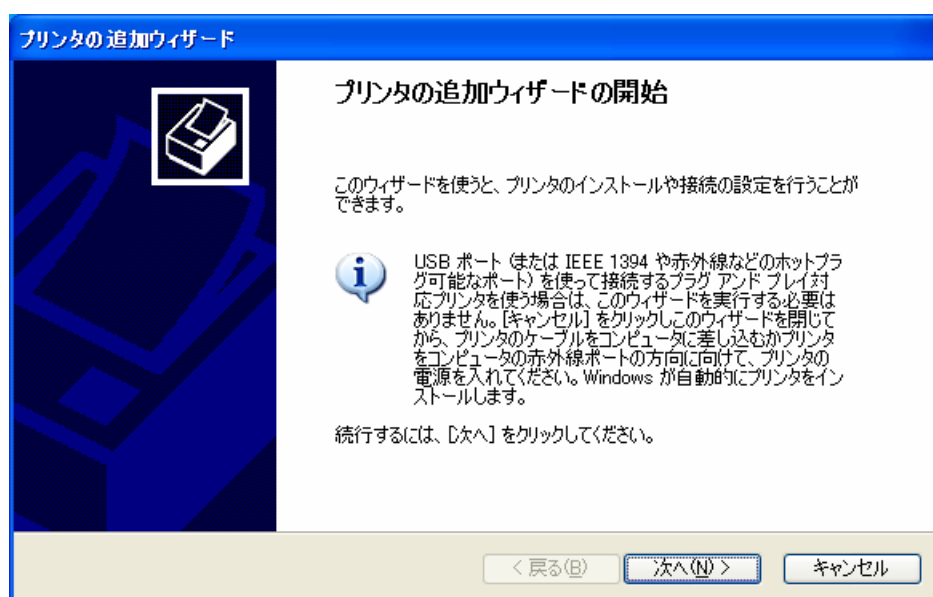 プリンタの追加ウィザード
プリンタの追加ウィザードの開始
このウィザードを使うと、プリンタのインストールや接続の設定を行うことが
できます。
USB ポート (または IEEE 1394 や赤外線などのホットプラ
グ可能なポート) を使って接続するプラグ アンド プレイ対
応プリンタを使う場合は、このウィザードを実行する必要は
ありません。[キャンセル] をクリックしこのウィザードを閉じて
から、プリンタのケーブルをコンピュータに差し込むかプリンタ
をコンピュータの赤外線ポートの方向に向けて、プリンタの
電源を入れてください。Windows が自動的にプリンタをイン
ストールします。
続行するには、[次へ] をクリックしてください。
< 戻る(B)
次へ(N) >
キャンセル